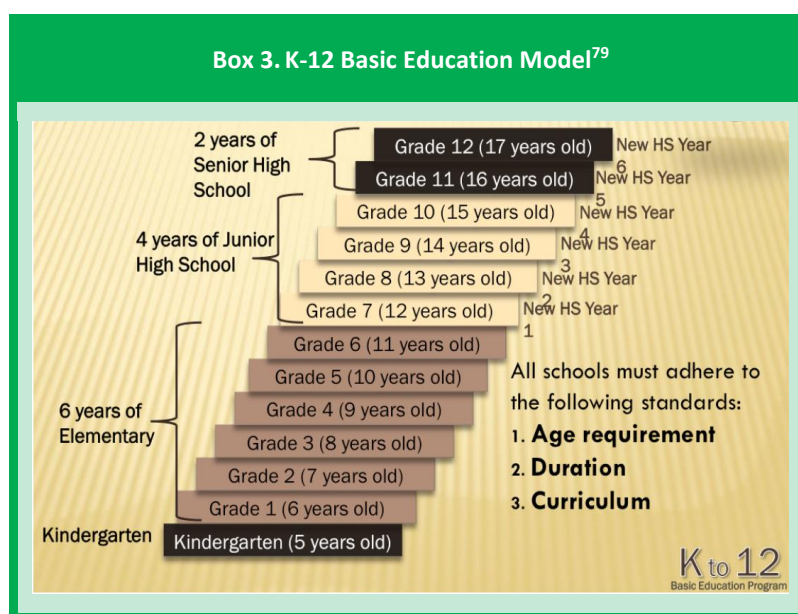 Box 3. K-12 Basic Education Model79
2 years of
Senior High
School
Grade 12 (17 years old)
New HS Year
6
Grade 11 (16 years old)
New HS Year
5
4 years of Junior
High School
Grade 10 (15 years old)
New HS Year
4
Grade 9 (14 years old)
New HS Year
3
Grade 8 (13 years old)
New HS Year
2
Grade 7 (12 years old)
New HS Year
1
6 years of
Elementary
Grade 6 (11 years old)
Grade 5 (10 years old)
Grade 4 (9 years old)
Grade 3 (8 years old)
Grade 2 (7 years old)
Grade 1 (6 years old)
Kindergarten
Kindergarten (5 years old)
All schools must adhere to
the following standards:
1. Age requirement
2. Duration
3. Curriculum
K to 12
Basic Education Program